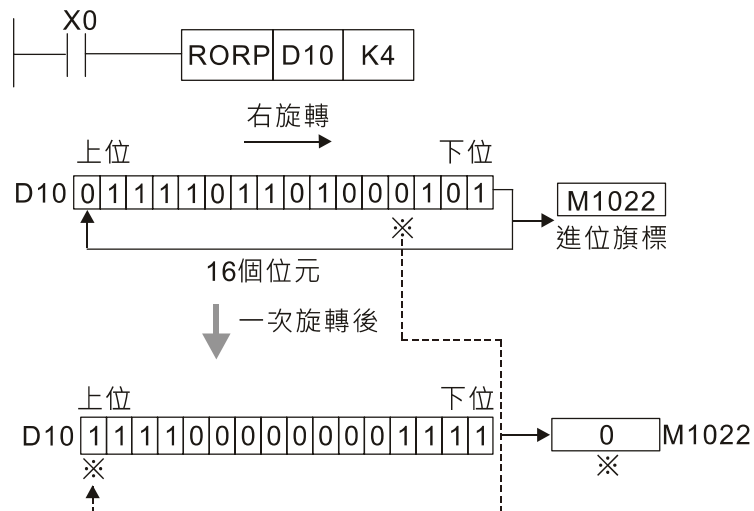 X0
RORP D10 K4
右旋轉
上位 下位
D10 0 1 1 1 1 0 1 1 0 1 0 0 0 1 0 1 M1022
※ 進位旗標
16個位元
一次旋轉後
上位 下位
D10 1 1 1 1 0 0 0 0 0 0 0 0 1 1 1 1 0 M1022
※ ※